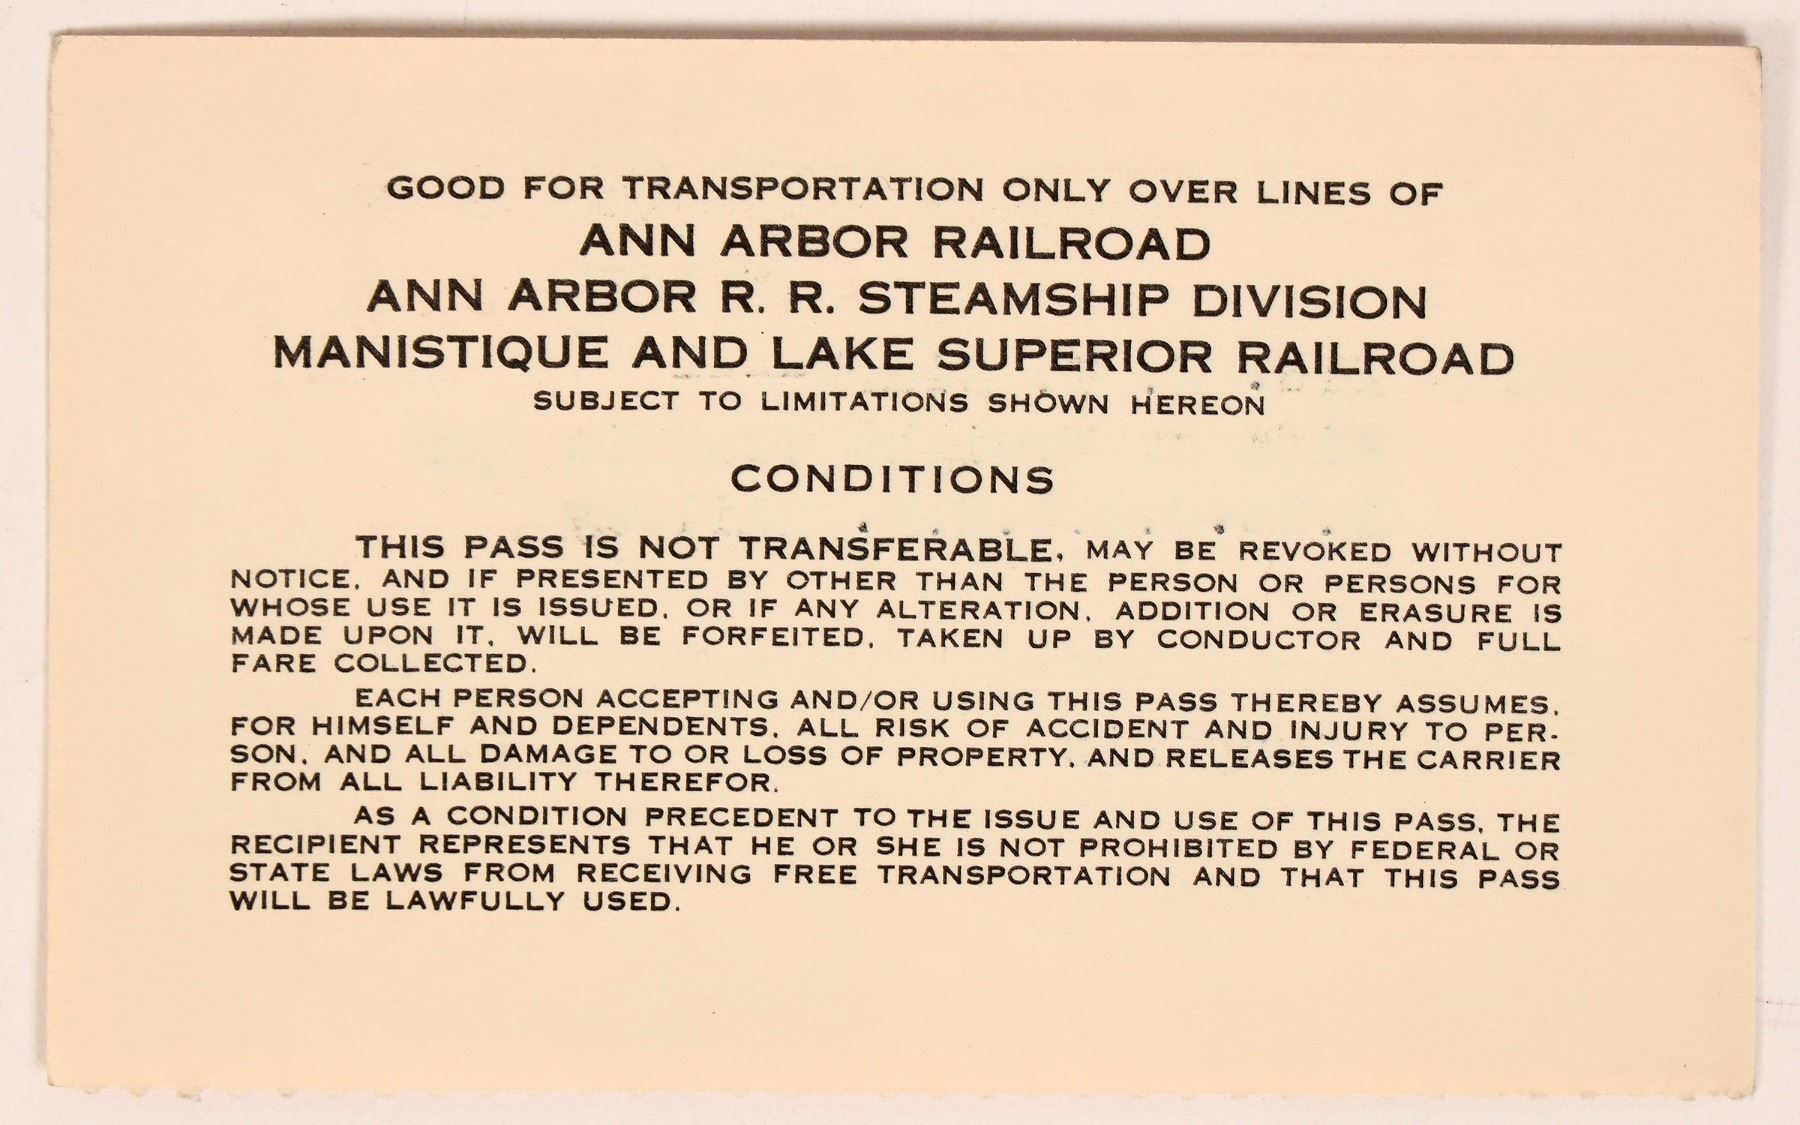 GOOD FOR TRANSPORTATION ONLY OVER LINES OF
ANN ARBOR RAILROAD
ANN ARBOR R. R. STEAMSHIP DIVISION
MANISTIQUE AND LAKE SUPERIOR RAILROAD
SUBJECT TO LIMITATIONS SHOWN HEREON
CONDITIONS
THIS PASS IS NOT TRANSFERABLE, MAY BE REVOKED WITHOUT
NOTICE, AND IF PRESENTED BY OTHER THAN THE PERSON OR PERSONS FOR
WHOSE USE IT IS ISSUED, OR IF ANY ALTERATION, ADDITION OR ERASURE IS
MADE UPON IT, WILL BE FORFEITED, TAKEN UP BY CONDUCTOR AND FULL
FARE COLLECTED.
EACH PERSON ACCEPTING AND/OR USING THIS PASS THEREBY ASSUMES,
FOR HIMSELF AND DEPENDENTS, ALL RISK OF ACCIDENT AND INJURY TO PER-
SON, AND ALL DAMAGE TO OR LOSS OF PROPERTY, AND RELEASES THE CARRIER
FROM ALL LIABILITY THEREFOR.
AS A CONDITION PRECEDENT TO THE ISSUE AND USE OF THIS PASS, THE
RECIPIENT REPRESENTS THAT HE OR SHE IS NOT PROHIBITED BY FEDERAL OR
STATE LAWS FROM RECEIVING FREE TRANSPORTATION AND THAT THIS PASS
WILL BE LAWFULLY USED.